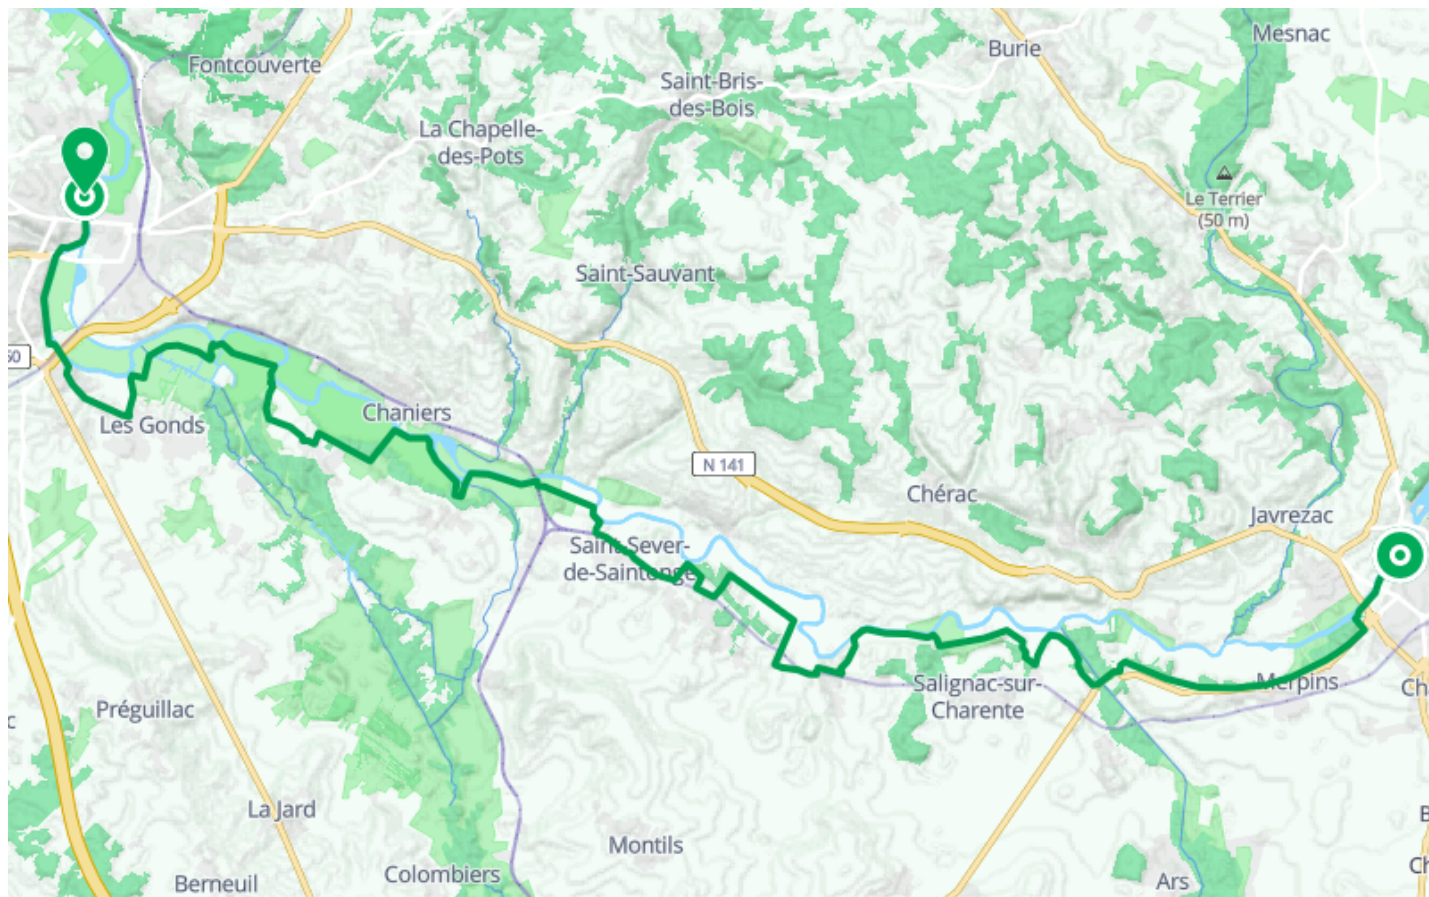 Mesnac
Burie
Fontcouverte
Saint-Bris-
des-Bois
La Chapelle-
des-Pots
Le Terrier
(50 m)
Saint-Sauvant
Chaniers
Les Gonds
N 141
Chérac
Javrezac
Saint-Sever-
de-Saintonge
Salignac-sur-
Charente
Merpins
Préguillac
La Jard
Montils
Colombiers
Berneuil
Ars